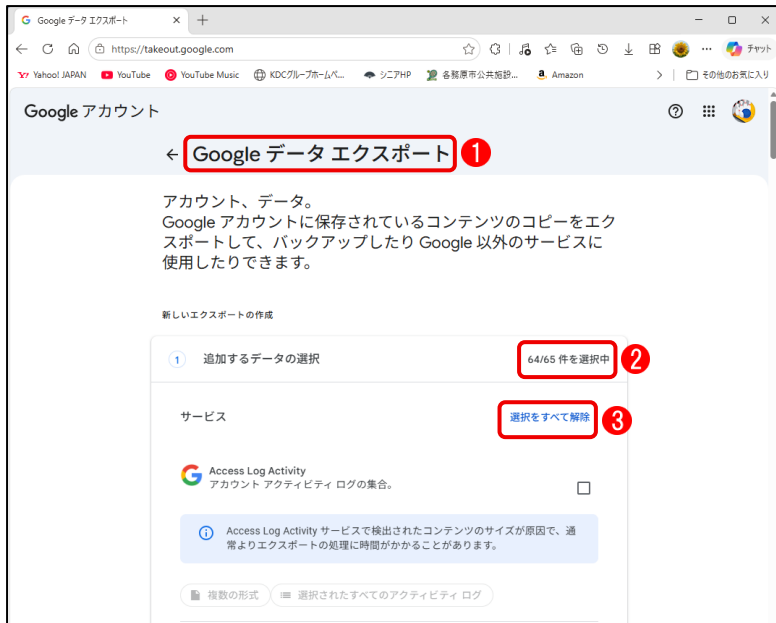 Google データ エクスポート
https://takeout.google.com
チャット
Yahoo! JAPAN
YouTube
YouTube Music
KDCグループホームペ...
シニアHP
各務原市公共施設...
Amazon
その他のお気に入り
Google アカウント
← Google データ エクスポート
1
アカウント、データ。
Google アカウントに保存されているコンテンツのコピーをエク
スポートして、バックアップしたり Google 以外のサービスに
使用したりできます。
新しいエクスポートの作成
1 追加するデータの選択
64/65 件を選択中
2
サービス
選択をすべて解除
3
Access Log Activity
アカウント アクティビティ ログの集合。
Access Log Activity サービスで検出されたコンテンツのサイズが原因で、通
常よりエクスポートの処理に時間がかかることがあります。
複数の形式
選択されたすべてのアクティビティ ログ